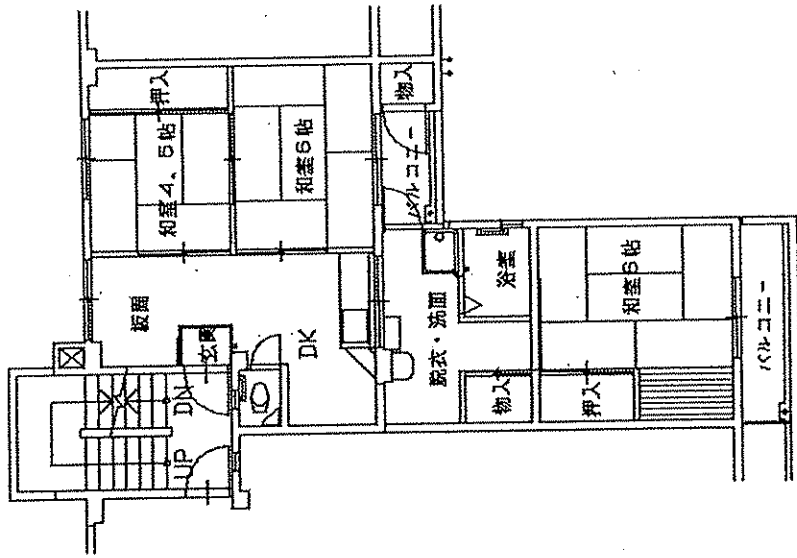 押入
和室4、5帖
和室6帖
物入
バルコニー
板間
玄関
DK
DN
UP
脱衣・洗面
浴室
物入
押入
和室6帖
バルコニー